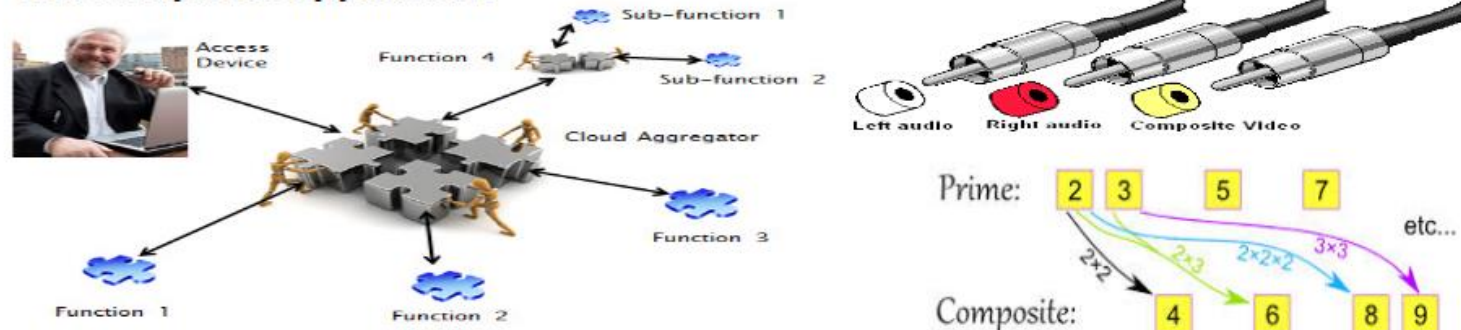 Sub-function 1
Access
Device
Function 4
Sub-function 2
Cloud Aggregator
Function 3
Function 1
Function 2
Left audio Right audio Composite Video
Prime: 2 3 5 7
etc...
2×2 2×3 2×2×2 3×3
Composite: 4 6 8 9